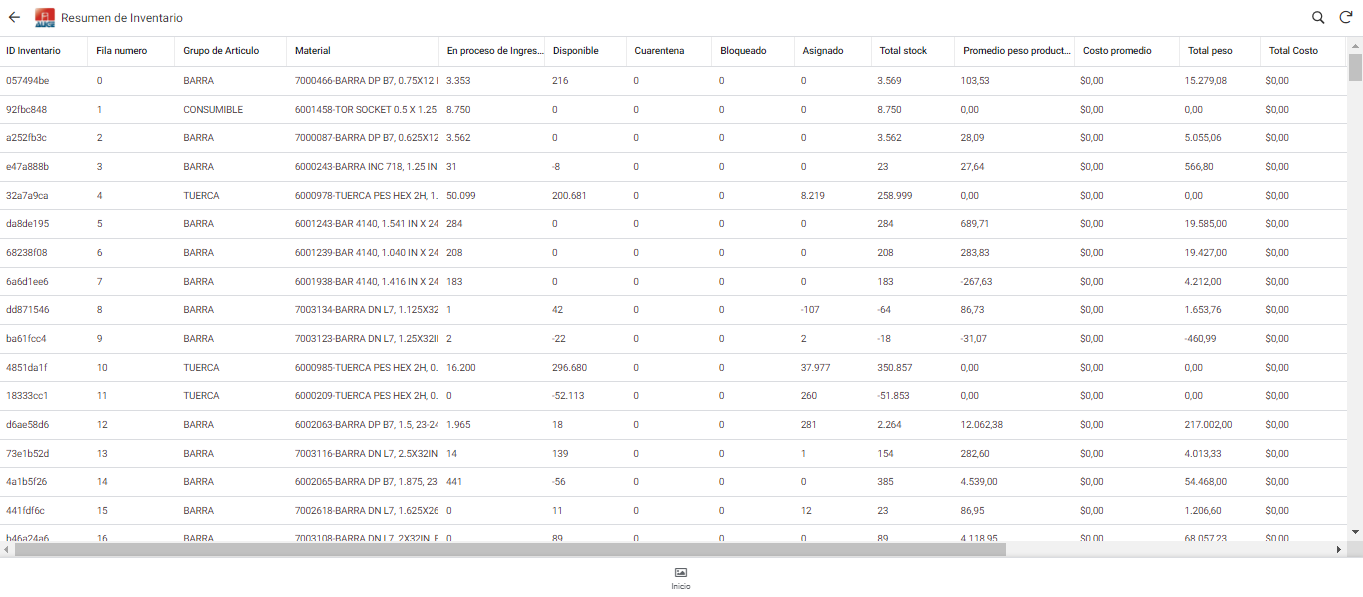 Resumen de Inventario
ID Inventario Fila numero Grupo de Articulo Material En proceso de Ingres... Disponible Cuarentena Bloqueado Asignado Total stock Promedio peso product... Costo promedio Total peso Total Costo
057494be 0 BARRA 7000466-BARRA DP B7, 0.75X12 I 3.353 216 0 0 0 3.569 103,53 $0,00 15.279,08 $0,00
92fbc848 1 CONSUMIBLE 6001458-TOR SOCKET 0.5 X 1.25 8.750 0 0 0 0 8.750 0,00 $0,00 0,00 $0,00
a252fb3c 2 BARRA 7000087-BARRA DP B7, 0.625X12 3.562 0 0 0 0 3.562 28,09 $0,00 5.055,06 $0,00
e47a888b 3 BARRA 6000243-BARRA INC 718, 1.25 IN 31 -8 0 0 0 23 27,64 $0,00 566,80 $0,00
32a7a9ca 4 TUERCA 6000978-TUERCA PES HEX 2H, 1. 50.099 200.681 0 0 8.219 258.999 0,00 $0,00 0,00 $0,00
da8de195 5 BARRA 6001243-BAR 4140, 1.541 IN X 24 284 0 0 0 0 284 689,71 $0,00 19.585,00 $0,00
68238f08 6 BARRA 6001239-BAR 4140, 1.040 IN X 24 208 0 0 0 0 208 283,83 $0,00 19.427,00 $0,00
6a6d1ee6 7 BARRA 6001938-BAR 4140, 1.416 IN X 24 183 0 0 0 0 183 -267,63 $0,00 4.212,00 $0,00
dd871546 8 BARRA 7003134-BARRA DN L7, 1.125X32 1 42 0 0 -107 -64 86,73 $0,00 1.653,76 $0,00
ba61fcc4 9 BARRA 7003123-BARRA DN L7, 1.25X32I 2 -22 0 0 2 -18 -31,07 $0,00 -460,99 $0,00
4851da1f 10 TUERCA 6000985-TUERCA PES HEX 2H, 0. 16.200 296.680 0 0 37.977 350.857 0,00 $0,00 0,00 $0,00
18333cc1 11 TUERCA 6000209-TUERCA PES HEX 2H, 0. 0 -52.113 0 0 260 -51.853 0,00 $0,00 0,00 $0,00
d6ae58d6 12 BARRA 6002063-BARRA DP B7, 1.5, 23-24 1.965 18 0 0 281 2.264 12.062,38 $0,00 217.002,00 $0,00
73e1b52d 13 BARRA 7003116-BARRA DN L7, 2.5X32IN 14 139 0 0 1 154 282,60 $0,00 4.013,33 $0,00
4a1b5f26 14 BARRA 6002065-BARRA DP B7, 1.875, 23 441 -56 0 0 0 385 4.539,00 $0,00 54.468,00 $0,00
441fdf6c 15 BARRA 7002618-BARRA DN L7, 1.625X26 0 11 0 0 12 23 86,95 $0,00 1.206,60 $0,00
b46a24a6 16 BARRA 7003108-BARRA DN L7, 2X32IN, F 0 89 0 0 0 89 4.118,95 $0,00 68.057,23 $0,00
Inicio